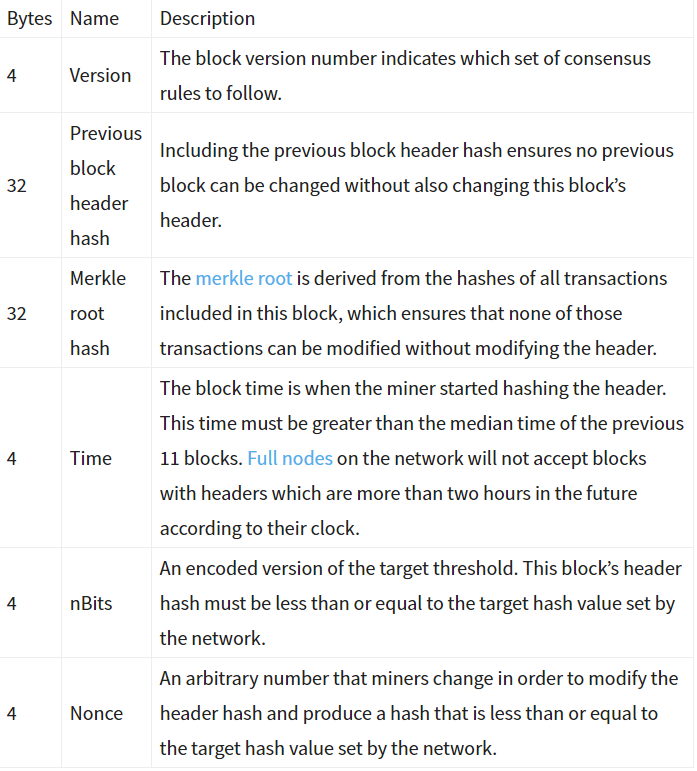 Bytes Name Description
4 Version The block version number indicates which set of consensus
rules to follow.
32 Previous
block
header
hash
Including the previous block header hash ensures no previous
block can be changed without also changing this block’s
header.
32 Merkle
root
hash
The merkle root is derived from the hashes of all transactions
included in this block, which ensures that none of those
transactions can be modified without modifying the header.
4 Time The block time is when the miner started hashing the header.
This time must be greater than the median time of the previous
11 blocks. Full nodes on the network will not accept blocks
with headers which are more than two hours in the future
according to their clock.
4 nBits An encoded version of the target threshold. This block’s header
hash must be less than or equal to the target hash value set by
the network.
4 Nonce An arbitrary number that miners change in order to modify the
header hash and produce a hash that is less than or equal to
the target hash value set by the network.